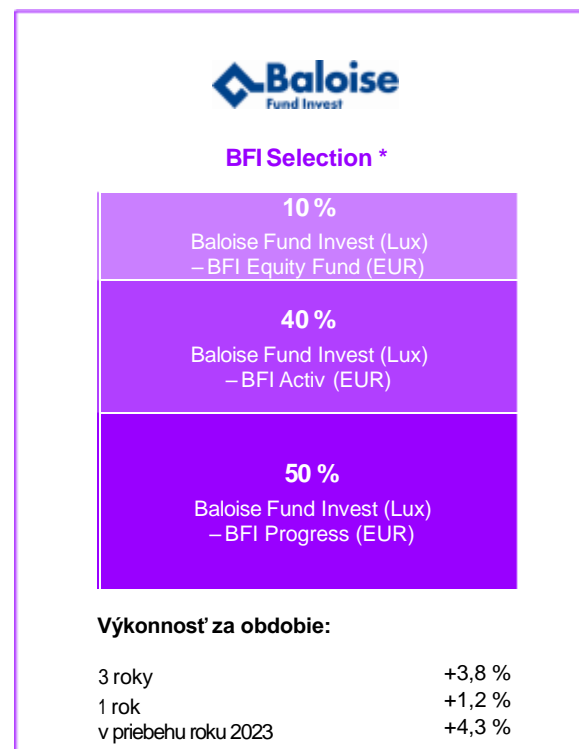 Baloise
Fund Invest
BFI Selection *
10 %
Baloise Fund Invest (Lux)
– BFI Equity Fund (EUR)
40 %
Baloise Fund Invest (Lux)
– BFI Activ (EUR)
50 %
Baloise Fund Invest (Lux)
– BFI Progress (EUR)
Výkonnosť za obdobie:
3 roky +3,8 %
1 rok +1,2 %
v priebehu roku 2023 +4,3 %